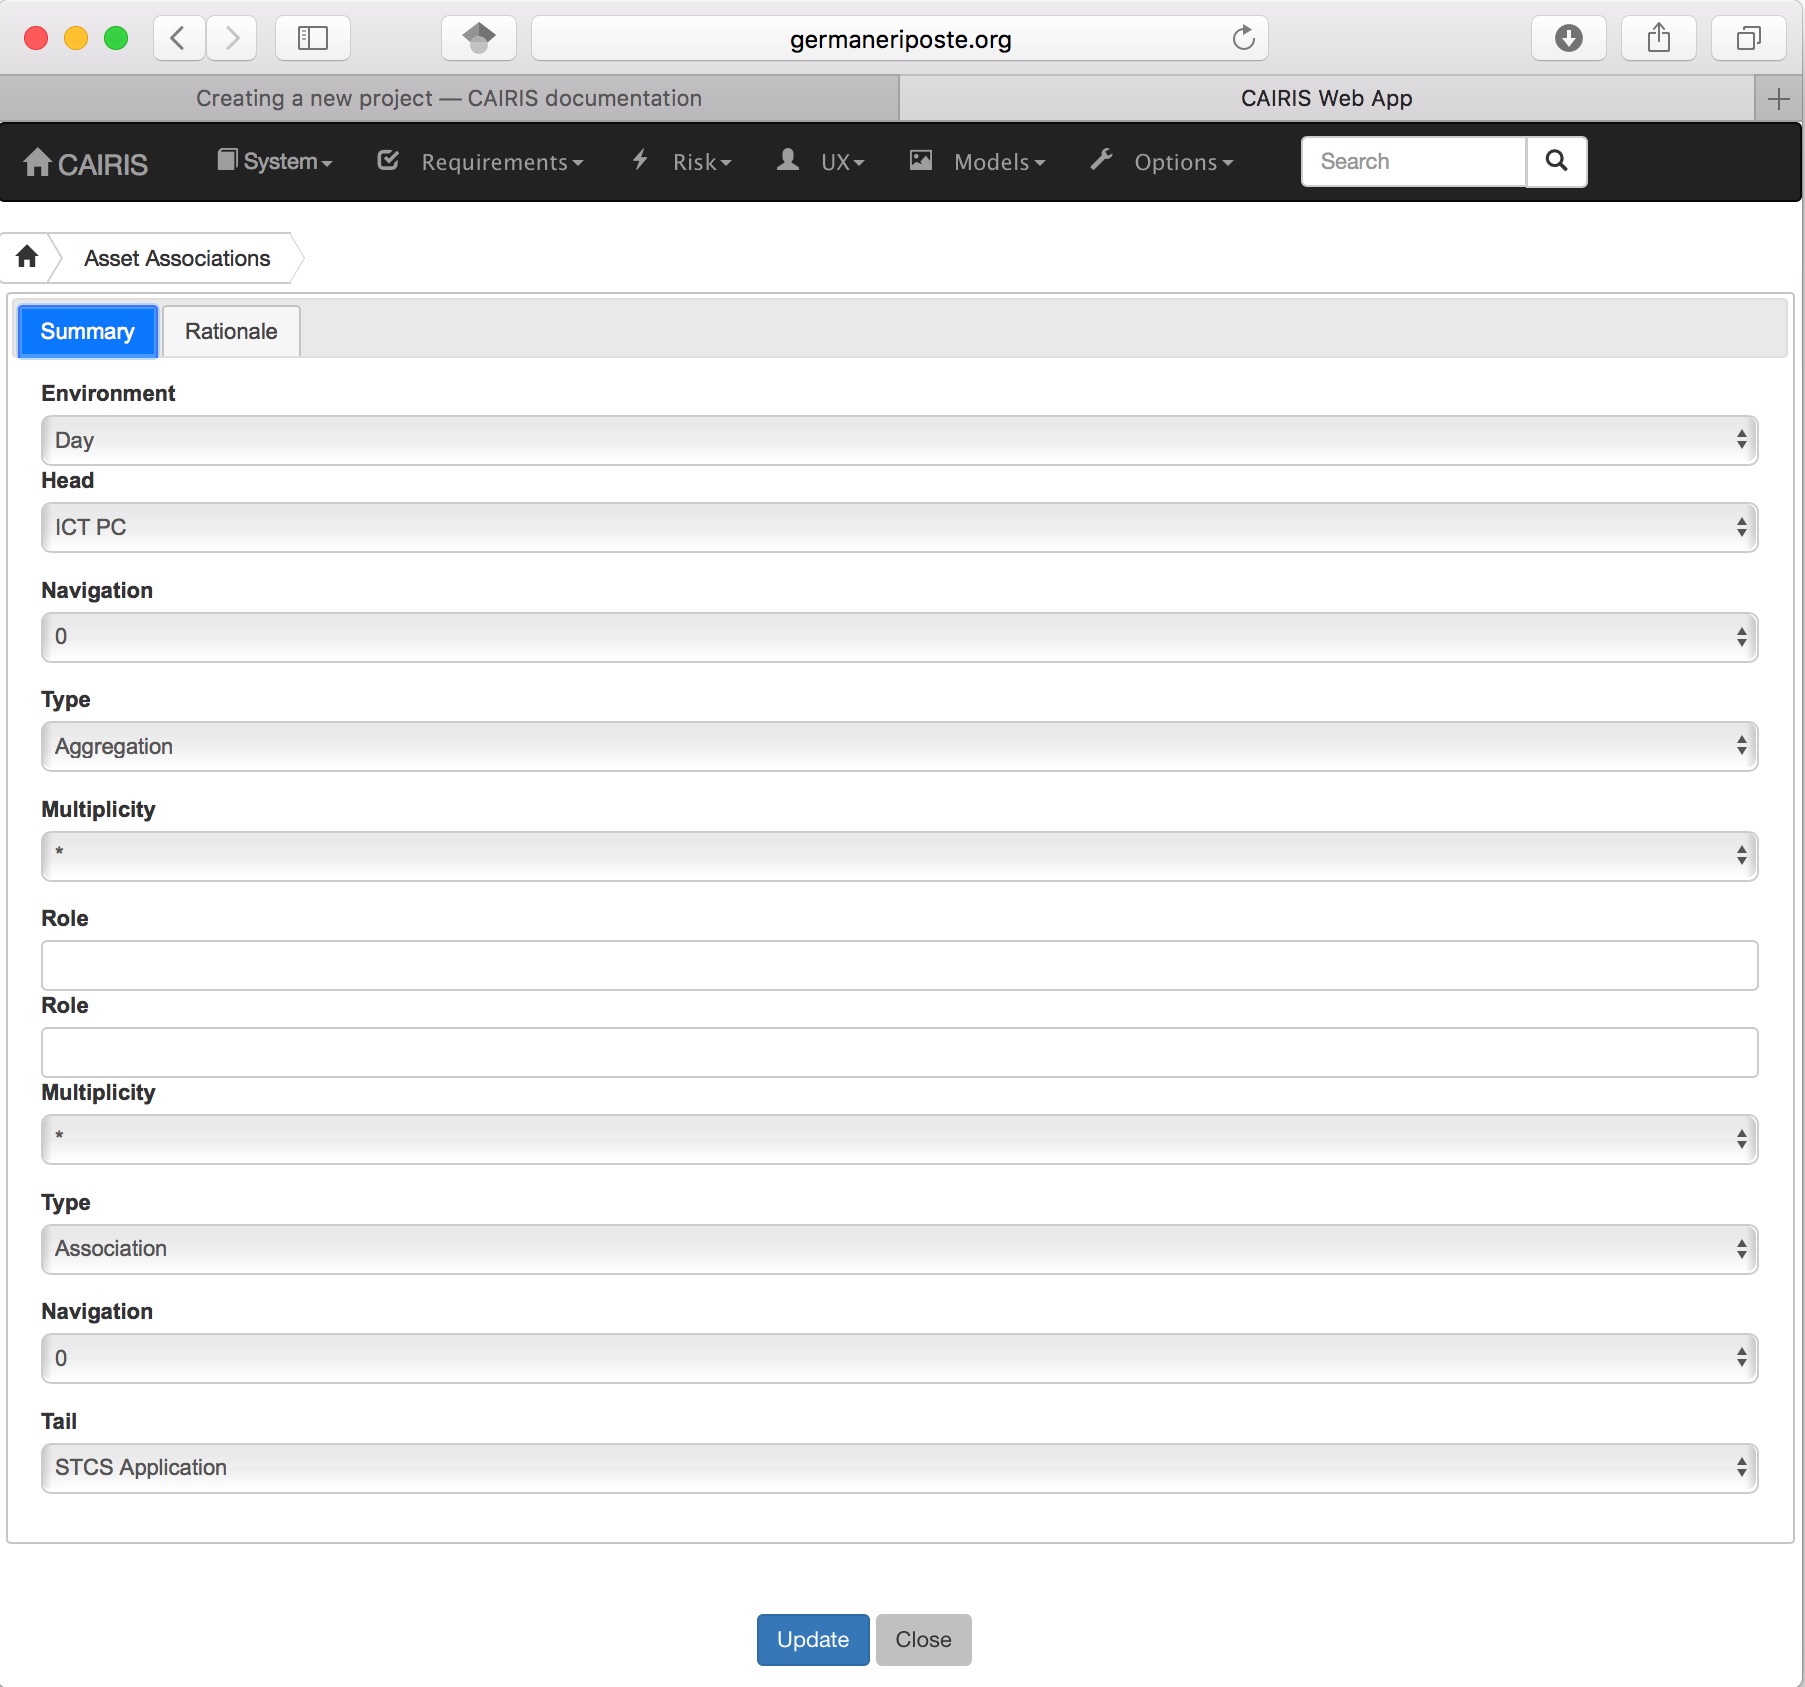 germaneriposte.org
Creating a new project — CAIRIS documentation
CAIRIS Web App
CAIRIS System Requirements Risk UX Models Options Search
Asset Associations
Summary Rationale
Environment
Day
Head
ICT PC
Navigation
0
Type
Aggregation
Multiplicity
*
Role
Role
Multiplicity
*
Type
Association
Navigation
0
Tail
STCS Application
Update Close